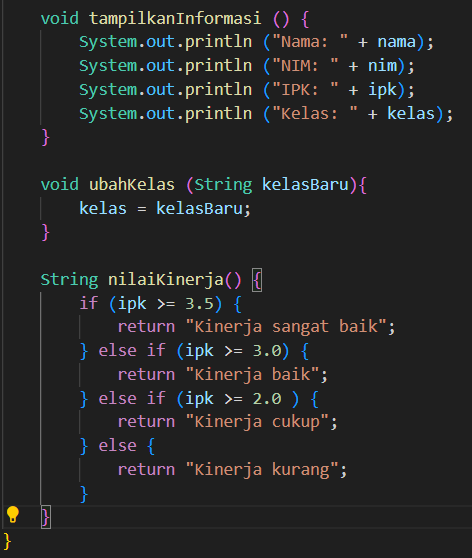 void tampilkanInformasi () {
System.out.println ("Nama: " + nama);
System.out.println ("NIM: " + nim);
System.out.println ("IPK: " + ipk);
System.out.println ("Kelas: " + kelas);
}
void ubahKelas (String kelasBaru){
kelas = kelasBaru;
}
String nilaiKinerja() {
if (ipk >= 3.5) {
return "Kinerja sangat baik";
} else if (ipk >= 3.0) {
return "Kinerja baik";
} else if (ipk >= 2.0 ) {
return "Kinerja cukup";
} else {
return "Kinerja kurang";
}
}
}